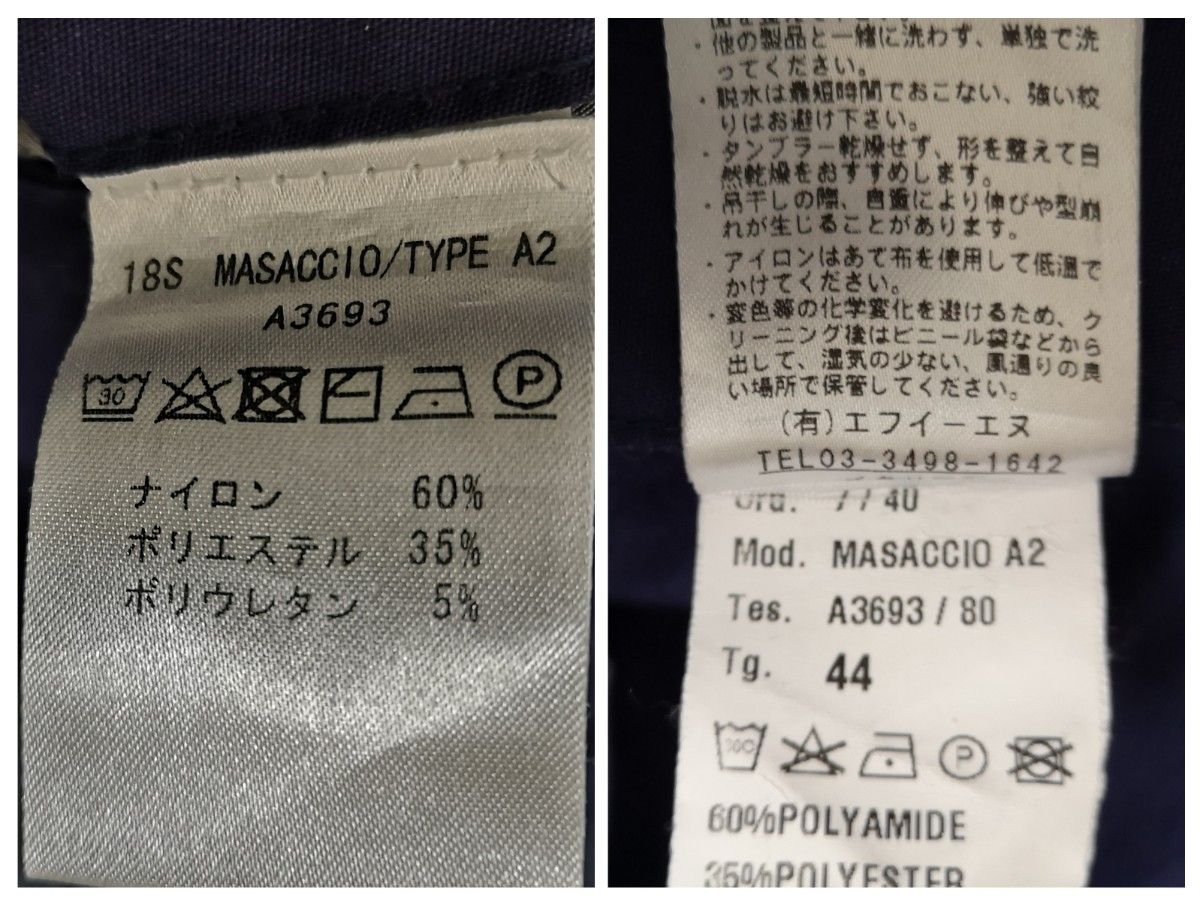 18S MASACCIO/TYPE A2
A3693
30
P
ナイロン 60%
ポリエステル 35%
ポリウレタン 5%
・他の製品と一緒に洗わず、単独で洗
ってください。
・脱水は最短時間でおこない、強い絞
りはお避け下さい。
・タンブラー乾燥せず、形を整えて自
然乾燥をおすすめします。
・吊干しの際、自重により伸びや型崩
れが生じることがあります。
・アイロンはあて布を使用して低温で
かけてください。
・変色等の化学変化を避けるため、ク
リーニング後はビニール袋などから
出して、湿気の少ない、風通りの良
い場所で保管してください。
(有)エフイーエヌ
TEL03-3498-1642
Ord. 7/40
Mod. MASACCIO A2
Tes. A3693 / 80
Tg. 44
30C
P
60%POLYAMIDE
35%POLYESTER